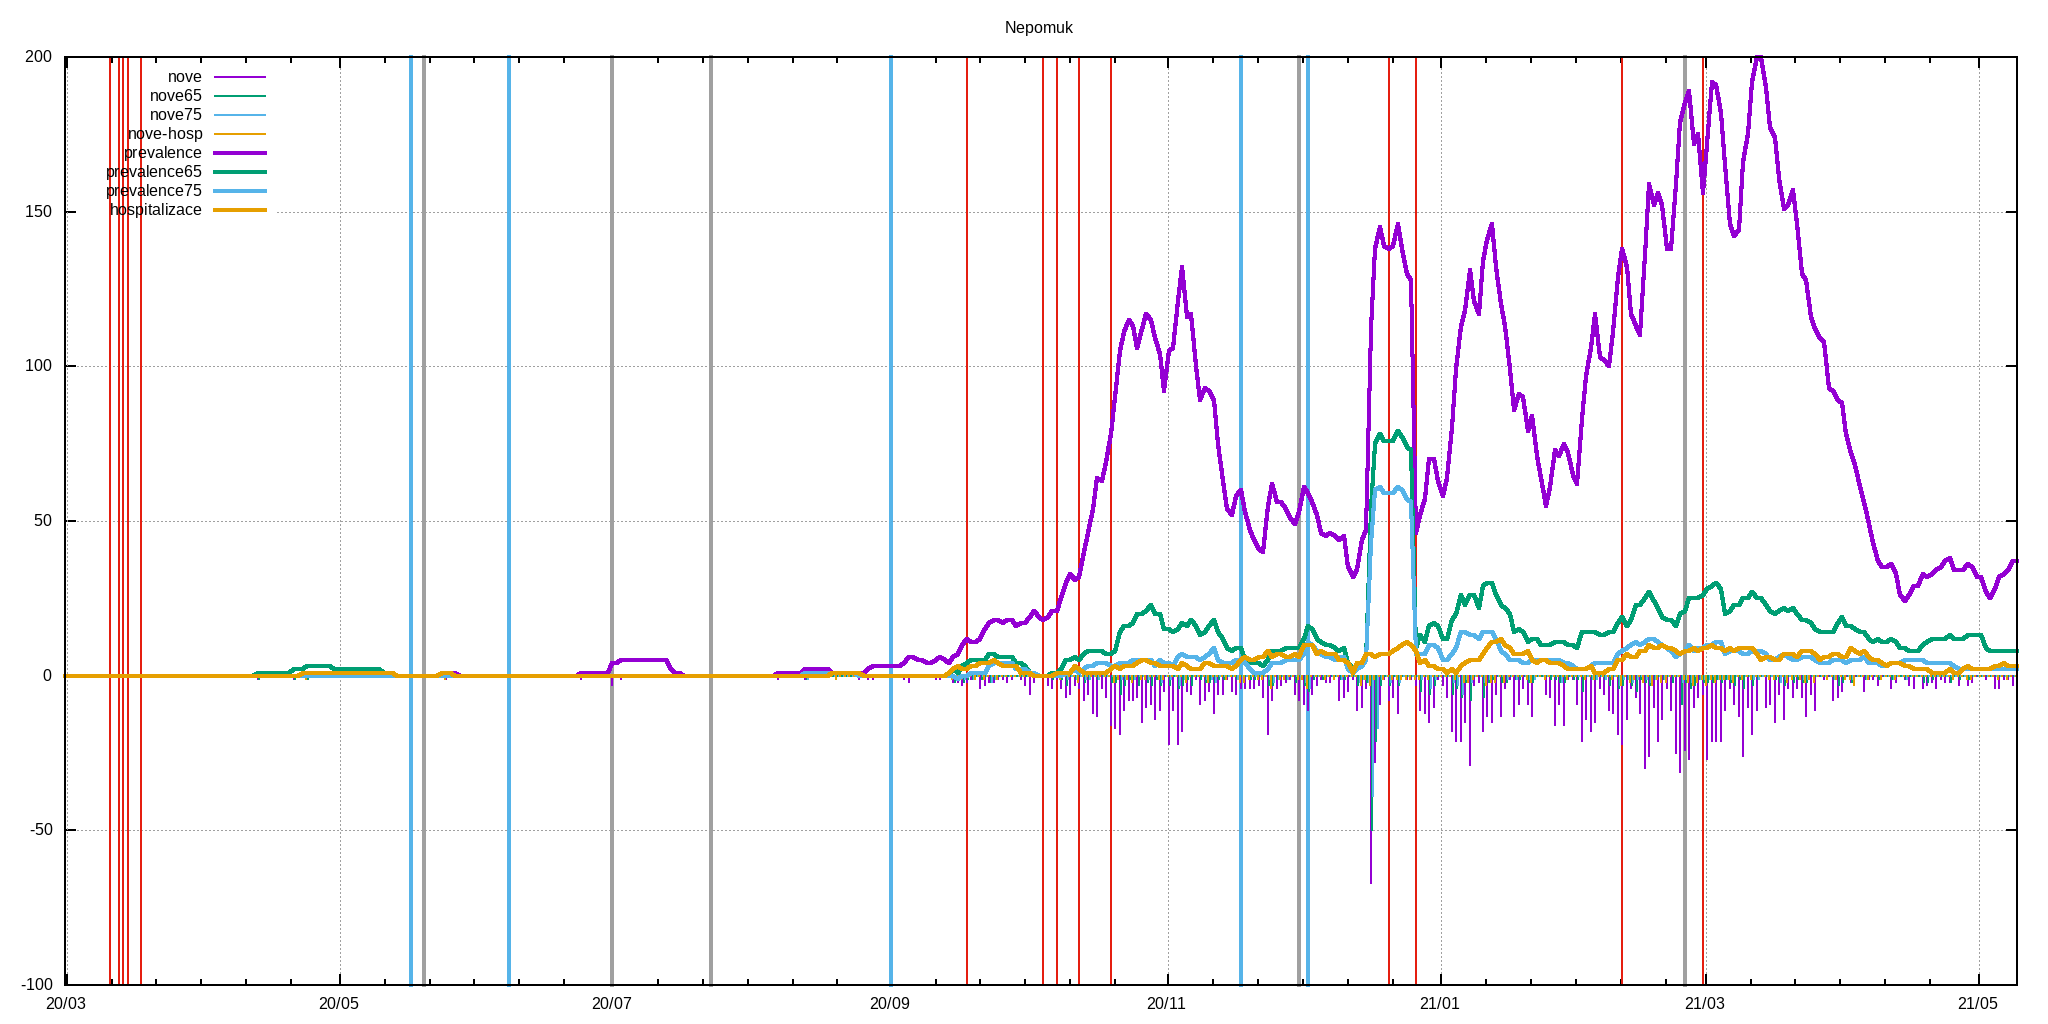 Nepomuk
200
150
100
50
0
-50
-100
nove
nove65
nove75
nove-hosp
prevalence
prevalence65
prevalence75
hospitalizace
20/03 20/05 20/07 20/09 20/11 21/01 21/03 21/05